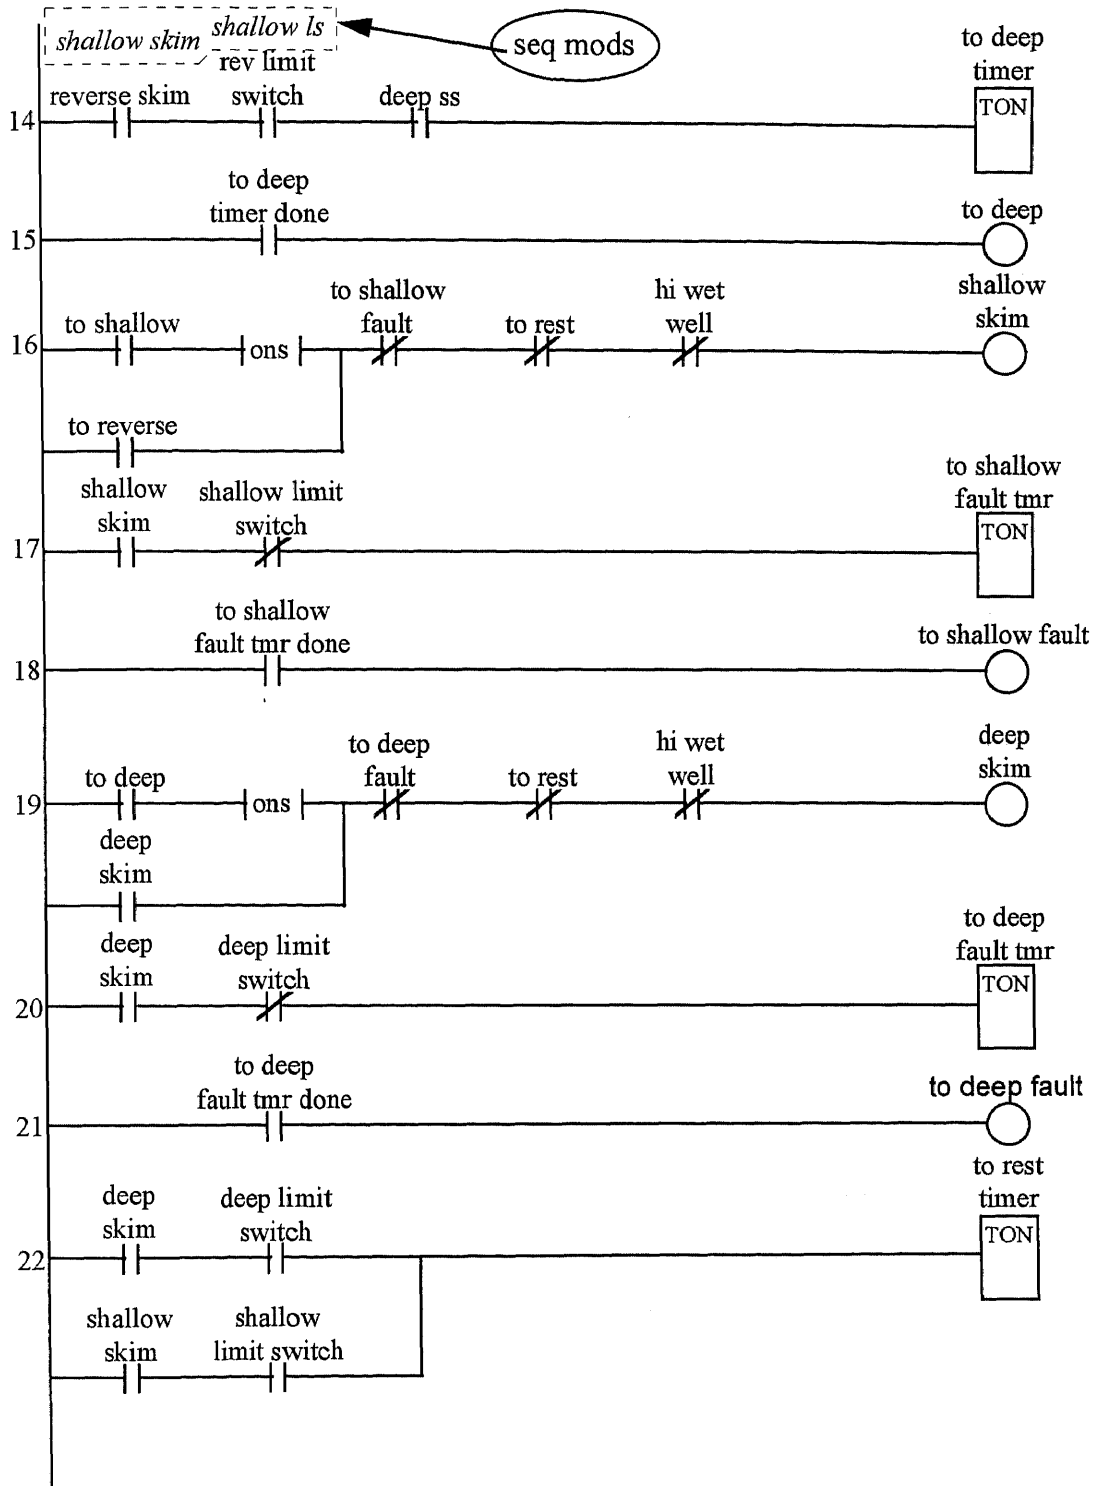 shallow skim shallow ls
seq mods
rev limit
switch
reverse skim
deep ss
to deep
timer
TON
14
to deep
timer done
to deep
15
to shallow
ons
to shallow
fault
to rest
hi wet
well
shallow
skim
16
to reverse
shallow
skim
shallow limit
switch
to shallow
fault tmr
TON
17
to shallow
fault tmr done
to shallow fault
18
to deep
ons
to deep
fault
to rest
hi wet
well
deep
skim
19
deep
skim
deep
skim
deep limit
switch
to deep
fault tmr
TON
20
to deep
fault tmr done
to deep fault
21
deep
skim
deep limit
switch
to rest
timer
TON
22
shallow
skim
shallow
limit switch